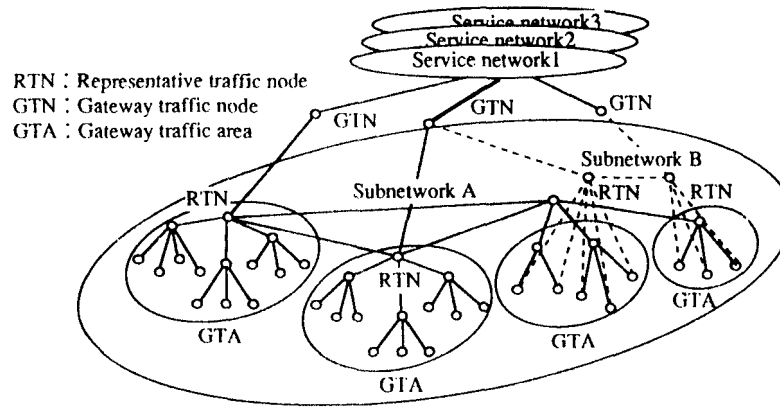 Service network3
Service network2
Service network1
RTN : Representative traffic node
GTN : Gateway traffic node
GTA : Gateway traffic area
GTN
GTN
GTN
Subnetwork B
RTN
Subnetwork A
RTN
RTN
RTN
GTA
GTA
GTA
GTA